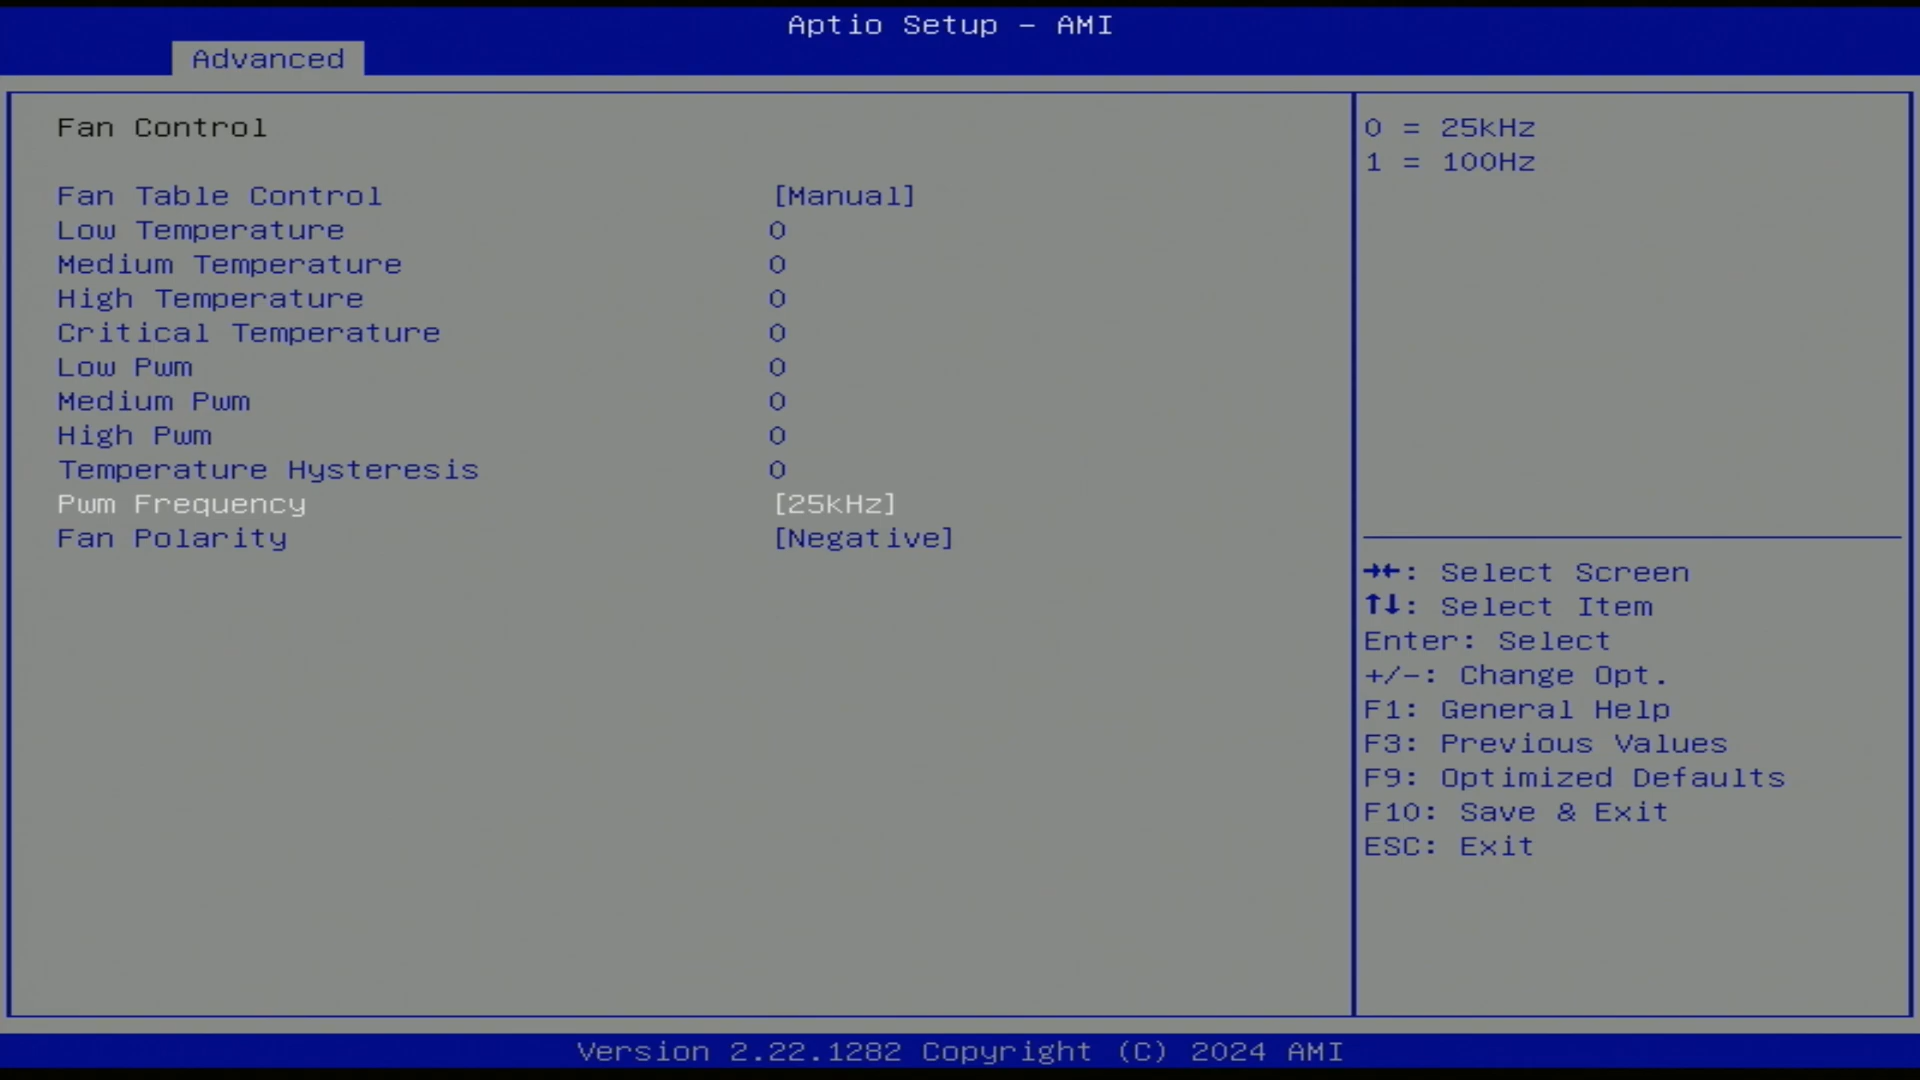 Aptio Setup - AMI
Advanced
Fan Control
Fan Table Control [Manual]
Low Temperature 0
Medium Temperature 0
High Temperature 0
Critical Temperature 0
Low Pwm 0
Medium Pwm 0
High Pwm 0
Temperature Hysteresis 0
Pwm Frequency [25kHz]
Fan Polarity [Negative]
0 = 25kHz
1 = 100Hz
→←: Select Screen
↑↓: Select Item
Enter: Select
+/-: Change Opt.
F1: General Help
F3: Previous Values
F9: Optimized Defaults
F10: Save & Exit
ESC: Exit
Version 2.22.1282 Copyright (C) 2024 AMI